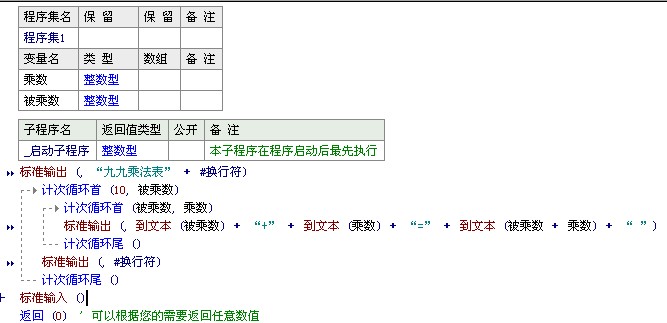 程序集名 保 留 保 留 备 注
程序集1
变量名 类 型 数组 备 注
乘数 整数型
被乘数 整数型
子程序名 返回值类型 公开 备 注
_启动子程序 整数型 本子程序在程序启动后最先执行
标准输出 (, “九九乘法表” + #换行符)
计次循环首 (10, 被乘数)
计次循环首 (被乘数, 乘数)
标准输出 (, 到文本 (被乘数) + “+” + 到文本 (乘数) + “=” + 到文本 (被乘数 + 乘数) + “ ”)
计次循环尾 ()
标准输出 (, #换行符)
计次循环尾 ()
+ 标准输入 ()
返回 (0) ' 可以根据您的需要返回任意数值